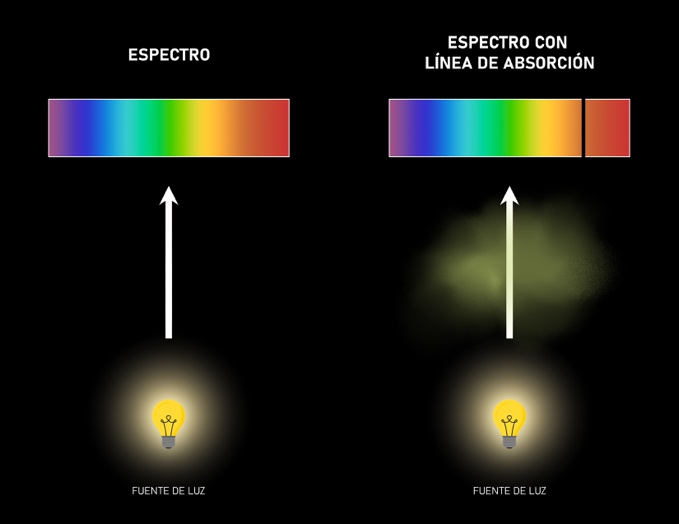 ESPECTRO
ESPECTRO CON
LÍNEA DE ABSORCIÓN
FUENTE DE LUZ
FUENTE DE LUZ